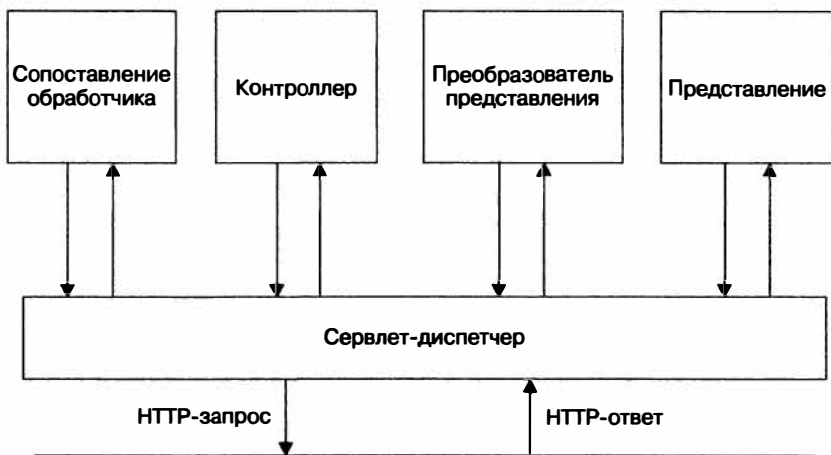 Сопоставление
обработчика
Контроллер
Преобразователь
представления
Представление
Сервлет-диспетчер
HTTP-запрос
HTTP-ответ